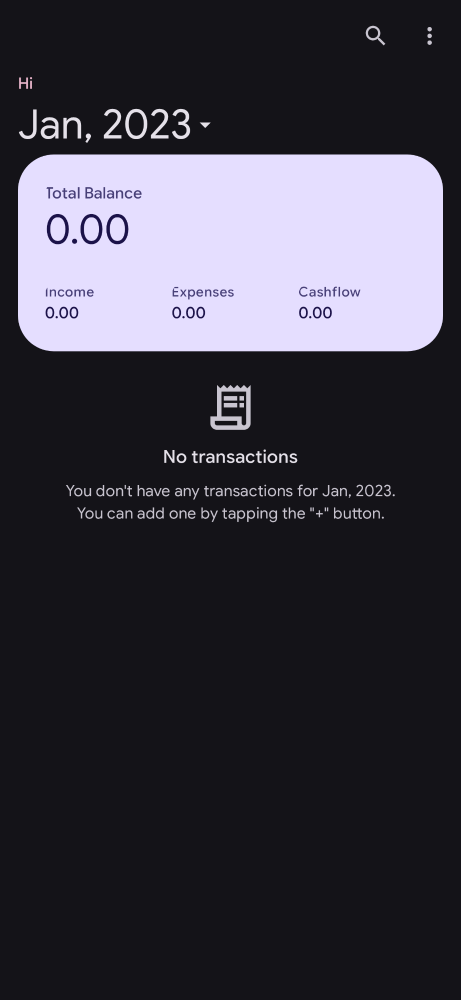 Hi
Jan, 2023
Total Balance
0.00
Income Expenses Cashflow
0.00 0.00 0.00
No transactions
You don't have any transactions for Jan, 2023.
You can add one by tapping the "+" button.